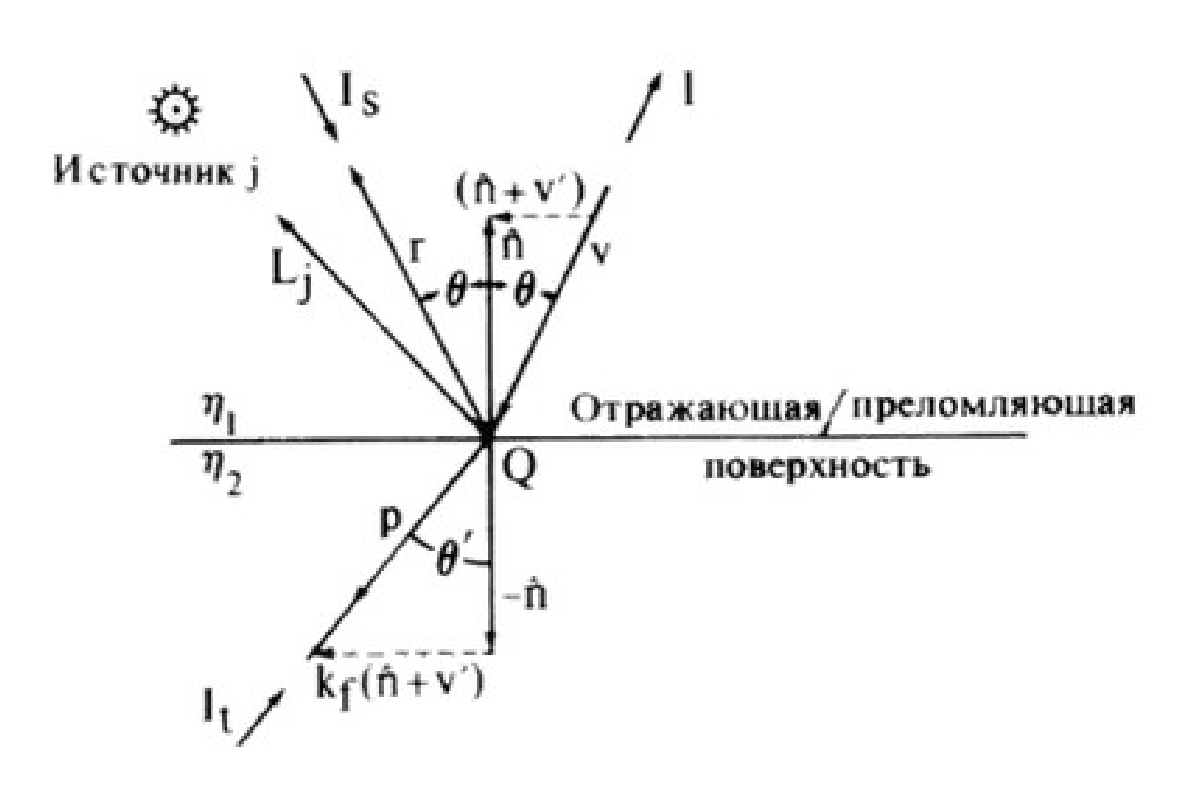 I_s
I
Источник j
(n̂ + v′)
r
n̂
v
L_j
θ
θ
η_1
Отражающая/преломляющая
η_2
Q
поверхность
p
θ′
–n̂
k_f(n̂ + v′)
I_t